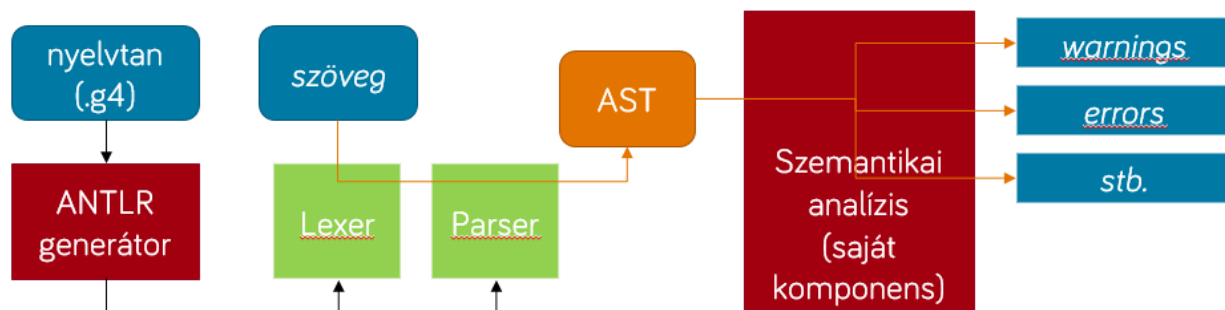 nyelvtan
(.g4)
szöveg
AST
warnings
errors
stb.
ANTLR
generátor
Lexer
Parser
Szemantikai
analízis
(saját
komponens)